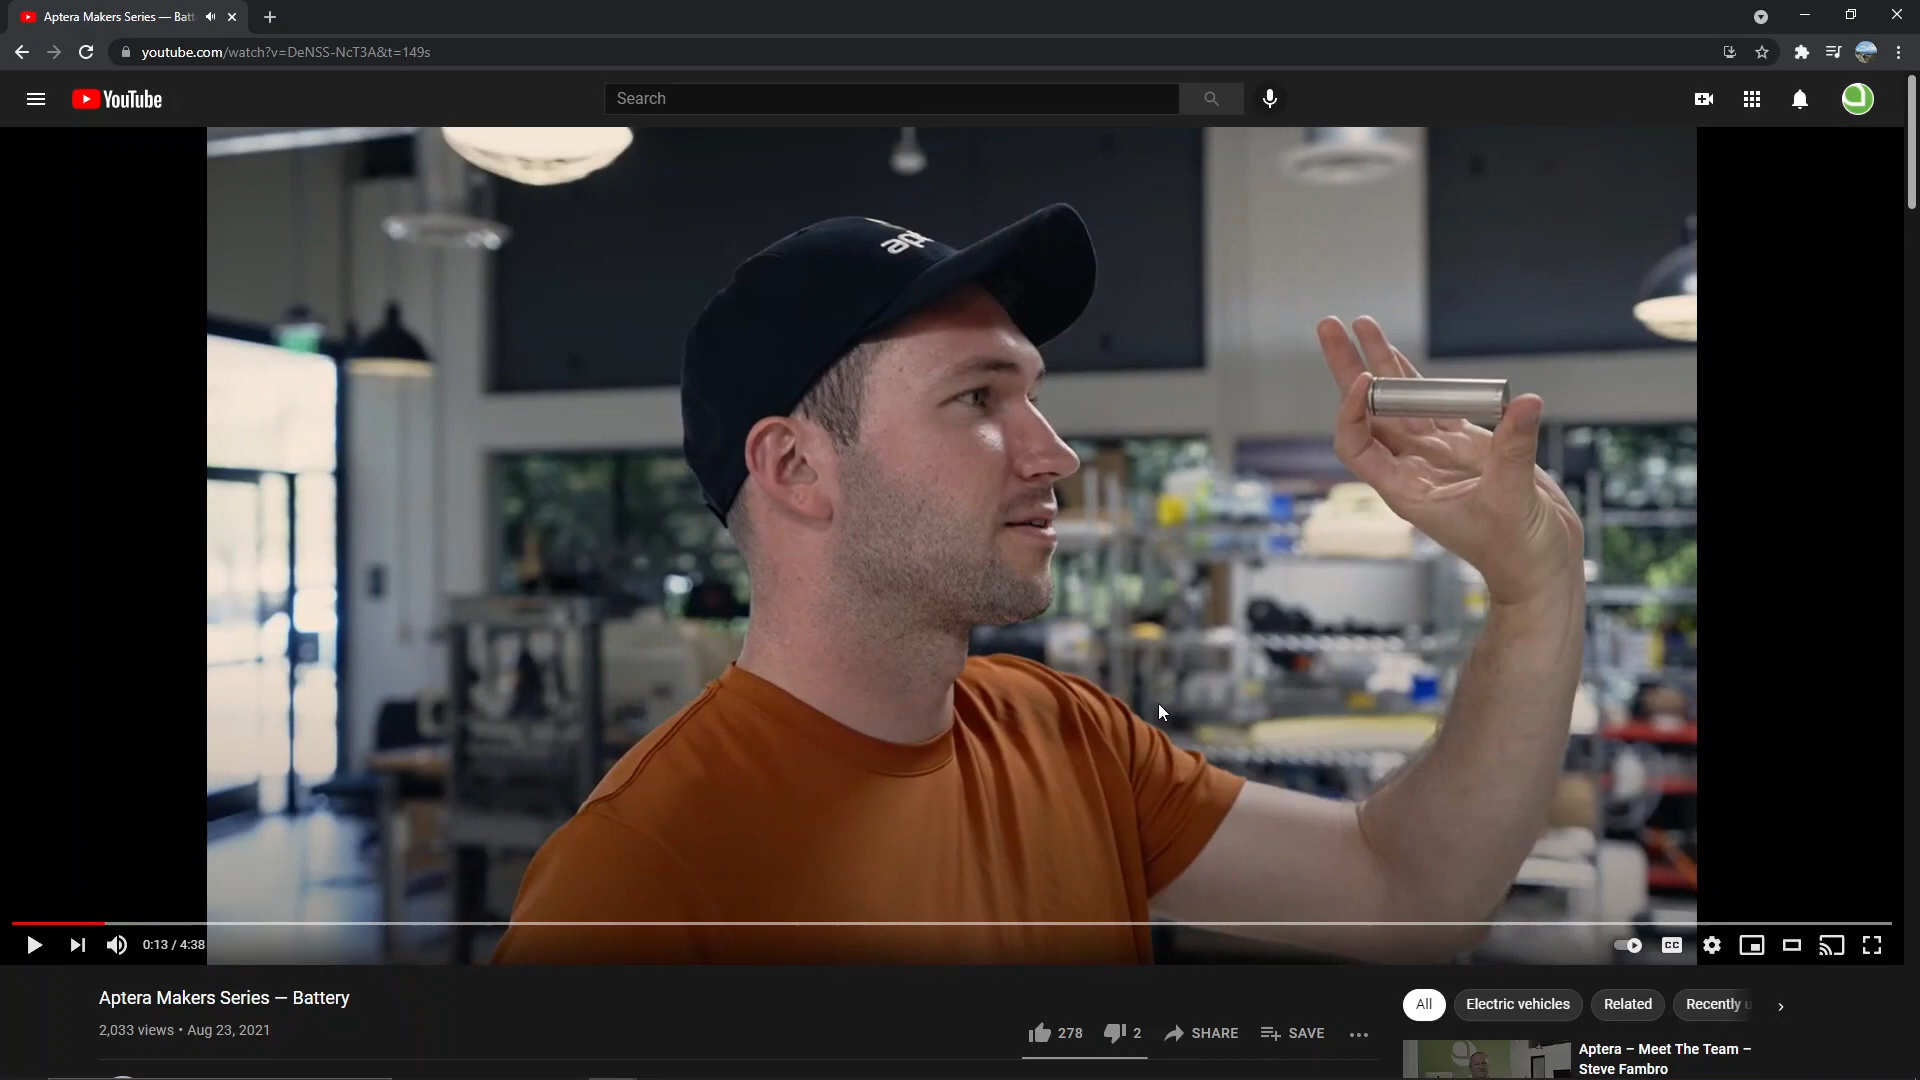 Aptera Makers Series — Batt
youtube.com/watch?v=DeNSS-NcT3A&t=149s
YouTube
Search
ap
0:13 / 4:38
CC
Aptera Makers Series — Battery
2,033 views • Aug 23, 2021
278
2
SHARE
SAVE
All
Electric vehicles
Related
Recently u
Aptera – Meet The Team –
Steve Fambro